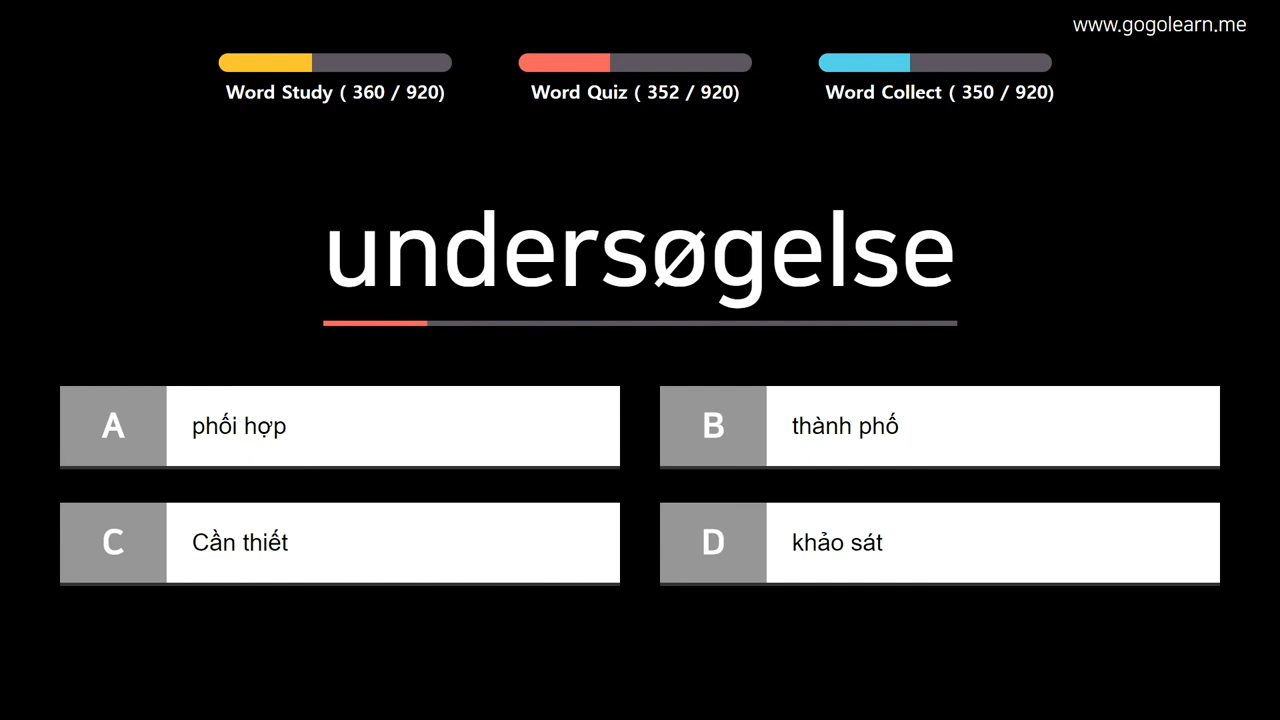 www.gogolearn.me
Word Study ( 360 / 920)
Word Quiz ( 352 / 920)
Word Collect ( 350 / 920)
undersøgelse
A phối hợp
B thành phố
C Cần thiết
D khảo sát